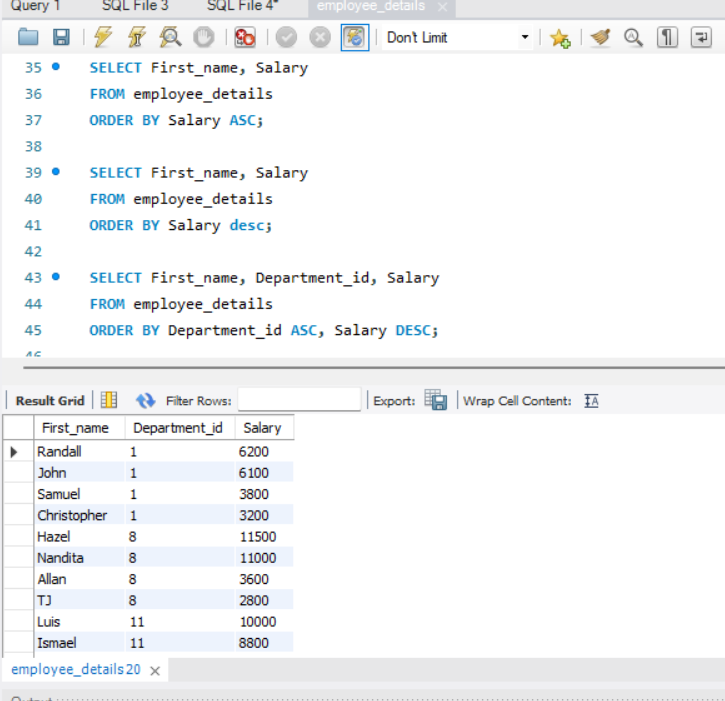 Query 1 SQL File 3 SQL File 4* employee_details
Don't Limit
35 SELECT First_name, Salary
36 FROM employee_details
37 ORDER BY Salary ASC;
38
39 SELECT First_name, Salary
40 FROM employee_details
41 ORDER BY Salary desc;
42
43 SELECT First_name, Department_id, Salary
44 FROM employee_details
45 ORDER BY Department_id ASC, Salary DESC;
46
Result Grid Filter Rows: Export: Wrap Cell Content:
First_name Department_id Salary
Randall 1 6200
John 1 6100
Samuel 1 3800
Christopher 1 3200
Hazel 8 11500
Nandita 8 11000
Allan 8 3600
TJ 8 2800
Luis 11 10000
Ismael 11 8800
employee_details20
Output